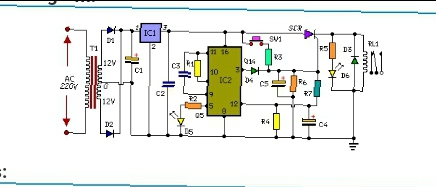 D1
T1
12V
0
12V
AC
220V
D2
C1
1
IC1
3
2
C2
C3
R1
R2
D5
11
16
10
IC2
9
5
Q5
8
3
12
Q14
D4
SW1
R3
C5
R6
R7
R4
C4
SCR
R5
D6
D3
RL1
: